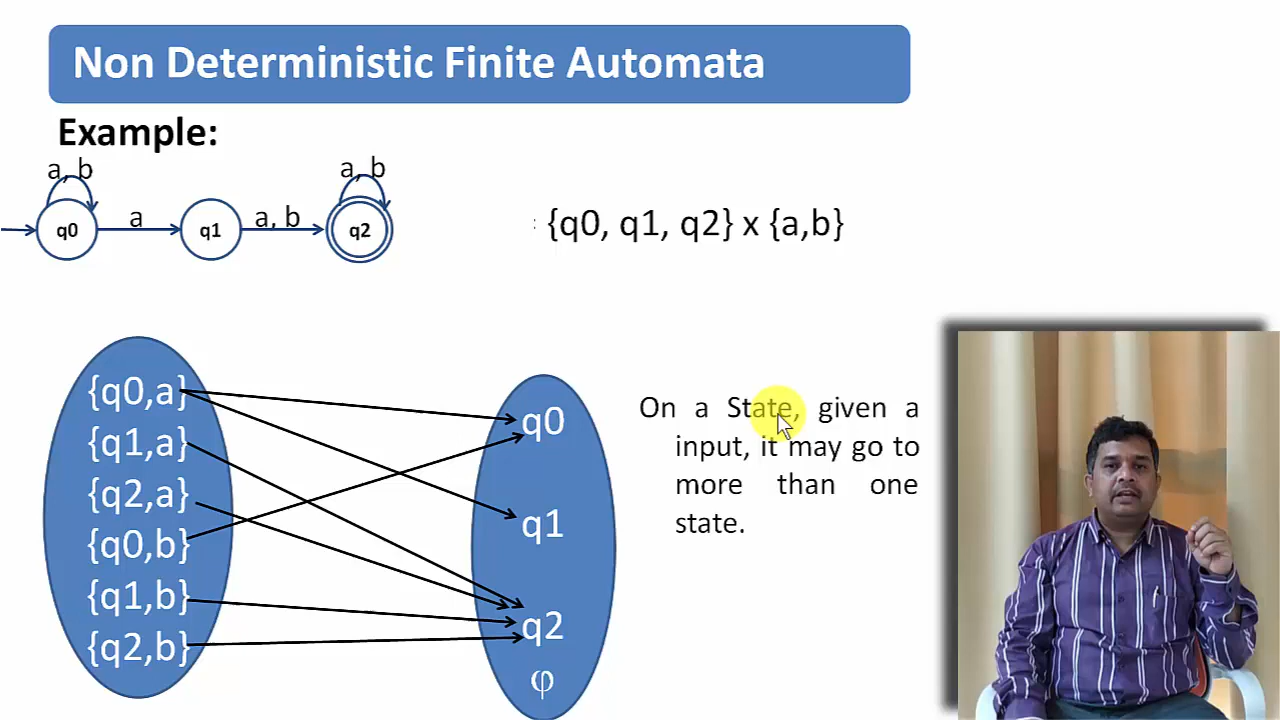 Non Deterministic Finite Automata
Example:
a, b
a, b
a
a, b
q0
q1
q2
: {q0, q1, q2} x {a,b}
{q0,a}
{q1,a}
{q2,a}
{q0,b}
{q1,b}
{q2,b}
q0
q1
q2
φ
On a State, given a
input, it may go to
more than one
state.